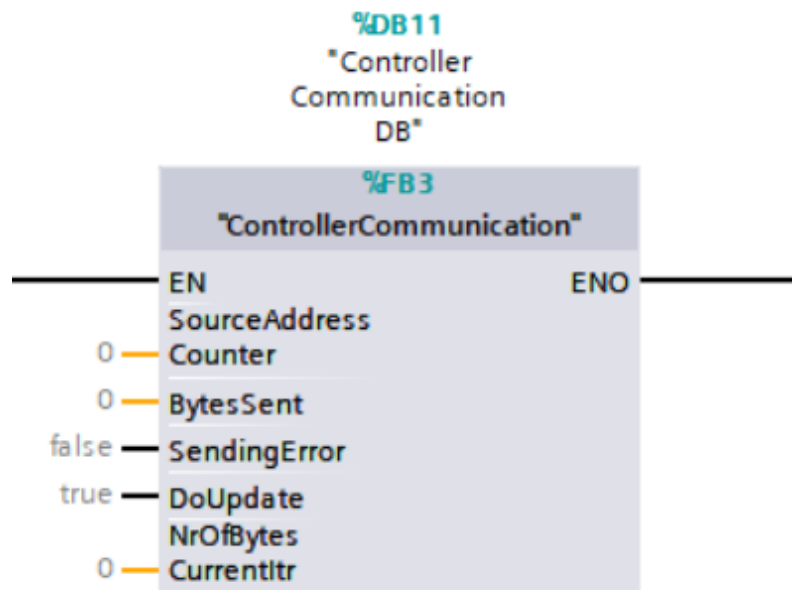 %DB11
"Controller
Communication
DB"
%FB3
"ControllerCommunication"
EN ENO
SourceAddress
0 Counter
0 BytesSent
false SendingError
true DoUpdate
NrOfBytes
0 CurrentItr